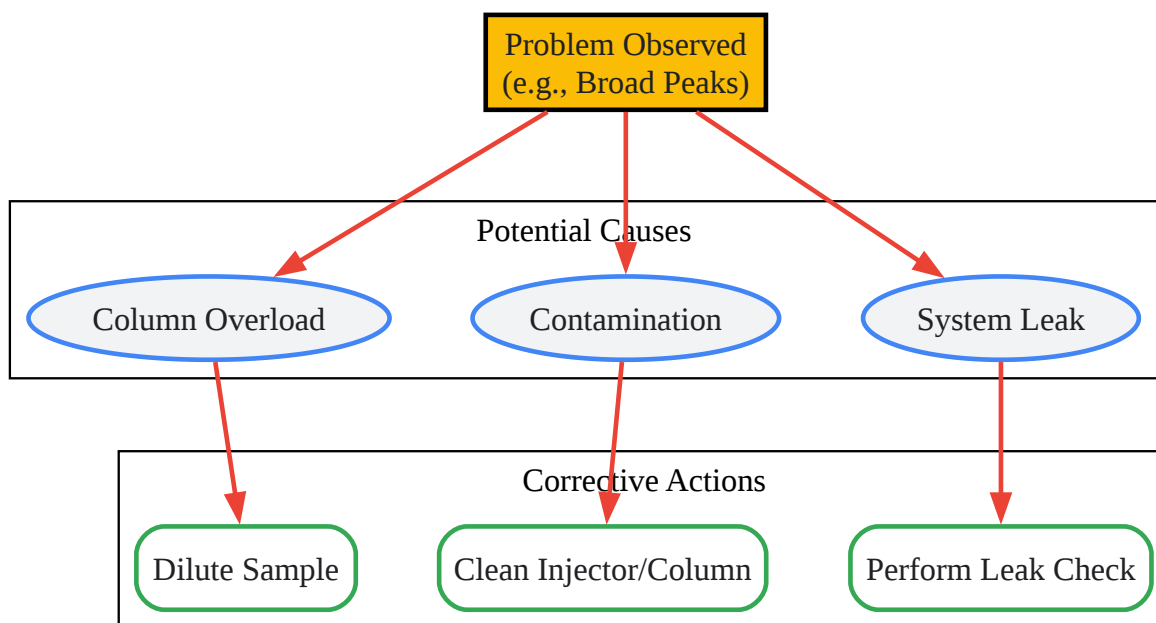 Problem Observed
(e.g., Broad Peaks)
Potential Causes
Column Overload
Contamination
System Leak
Corrective Actions
Dilute Sample
Clean Injector/Column
Perform Leak Check